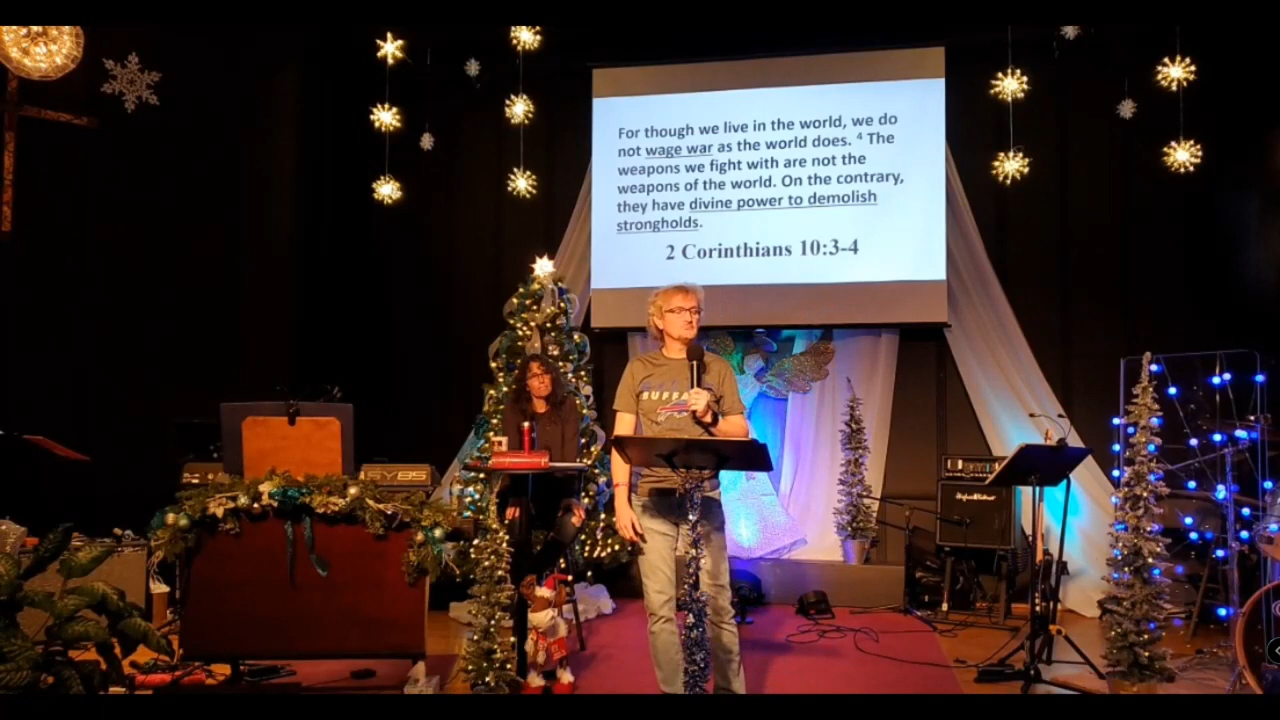 For though we live in the world, we do
not wage war as the world does. ⁴ The
weapons we fight with are not the
weapons of the world. On the contrary,
they have divine power to demolish
strongholds.
2 Corinthians 10:3-4